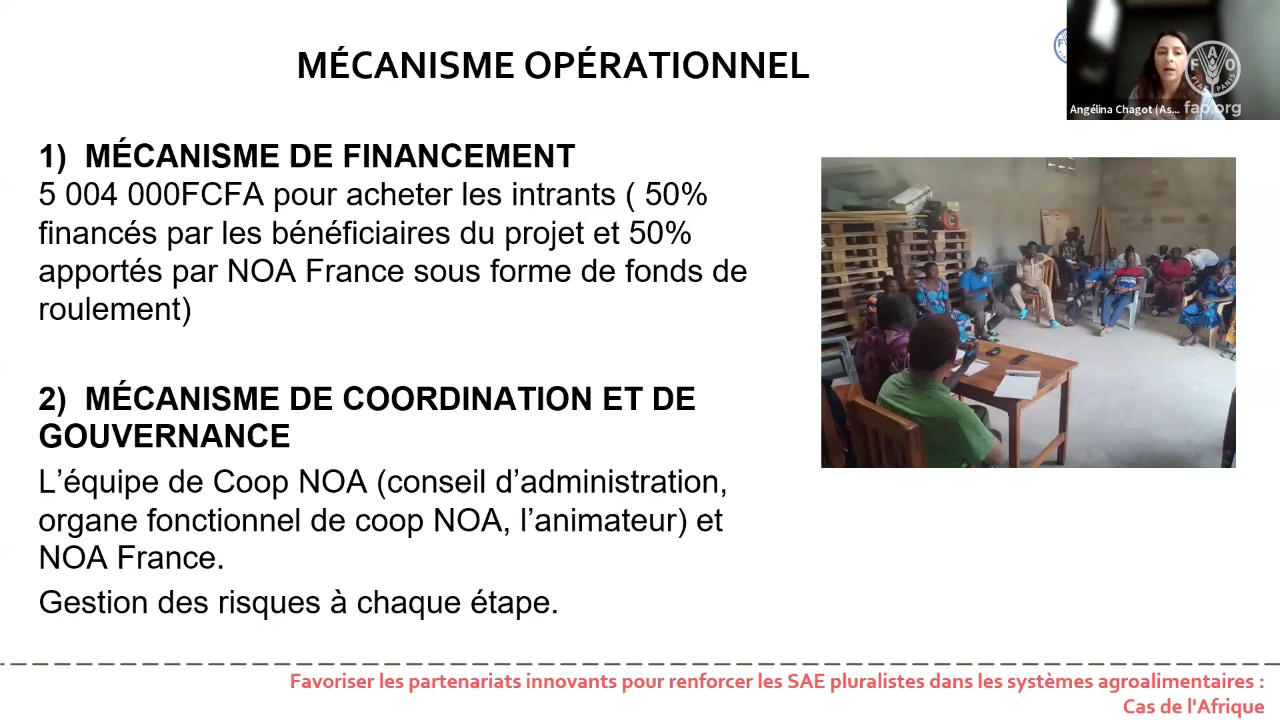 MÉCANISME OPÉRATIONNEL
Angélina Chagot (As...
FAO
FIAT PANIS
fao.org
1) MÉCANISME DE FINANCEMENT
5 004 000FCFA pour acheter les intrants ( 50%
financés par les bénéficiaires du projet et 50%
apportés par NOA France sous forme de fonds de
roulement)
2) MÉCANISME DE COORDINATION ET DE
GOUVERNANCE
L’équipe de Coop NOA (conseil d’administration,
organe fonctionnel de coop NOA, l’animateur) et
NOA France.
Gestion des risques à chaque étape.
Favoriser les partenariats innovants pour renforcer les SAE pluralistes dans les systèmes agroalimentaires :
Cas de l'Afrique